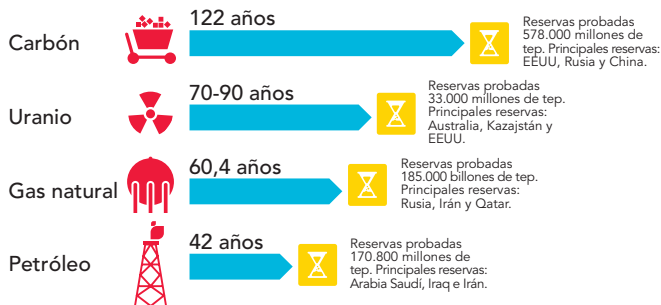 Carbón
122 años
Reservas probadas
578.000 millones de
tep. Principales reservas:
EEUU, Rusia y China.
Uranio
70-90 años
Reservas probadas
33.000 millones de tep.
Principales reservas:
Australia, Kazajstán y
EEUU.
Gas natural
60,4 años
Reservas probadas
185.000 billones de tep.
Principales reservas:
Rusia, Irán y Qatar.
Petróleo
42 años
Reservas probadas
170.800 millones de
tep. Principales reservas:
Arabia Saudí, Iraq e Irán.